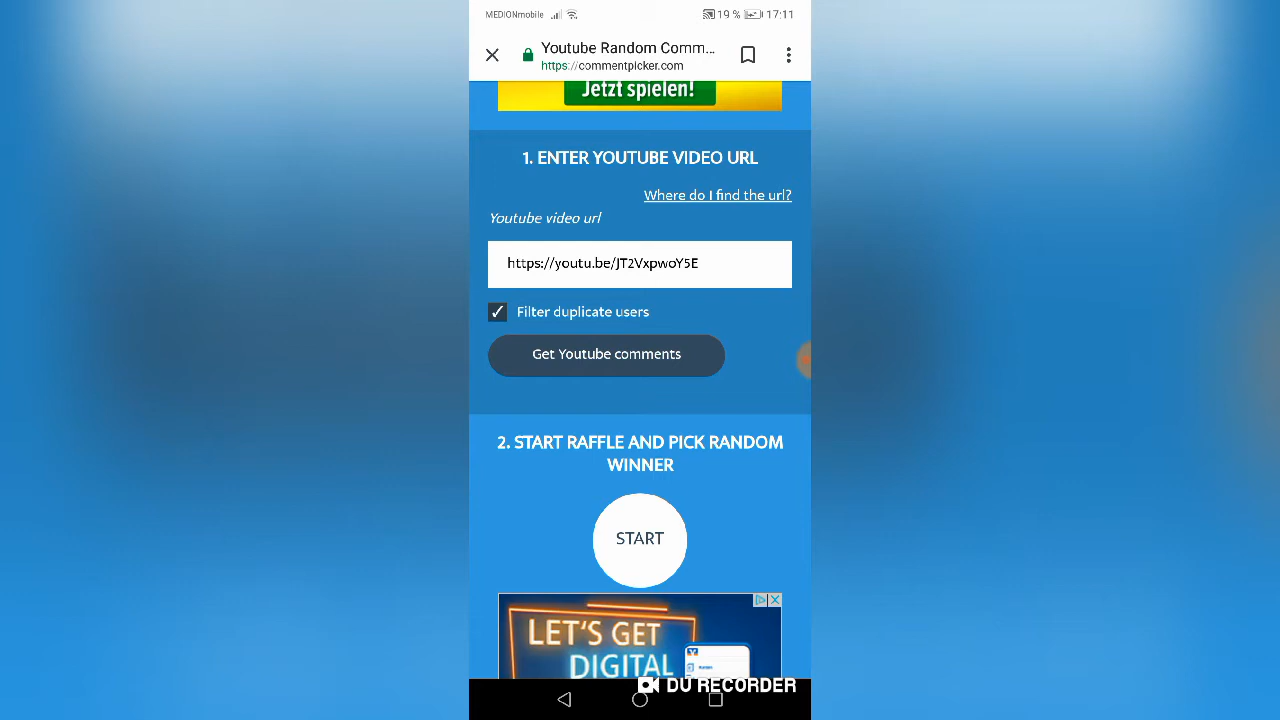 MEDIONmobile 19 % 17:11
Youtube Random Comm...
https://commentpicker.com
Jetzt spielen!
1. ENTER YOUTUBE VIDEO URL
Where do I find the url?
Youtube video url
https://youtu.be/JT2VxpwoY5E
Filter duplicate users
Get Youtube comments
2. START RAFFLE AND PICK RANDOM
WINNER
START
LET'S GET
DIGITAL
DU RECORDER